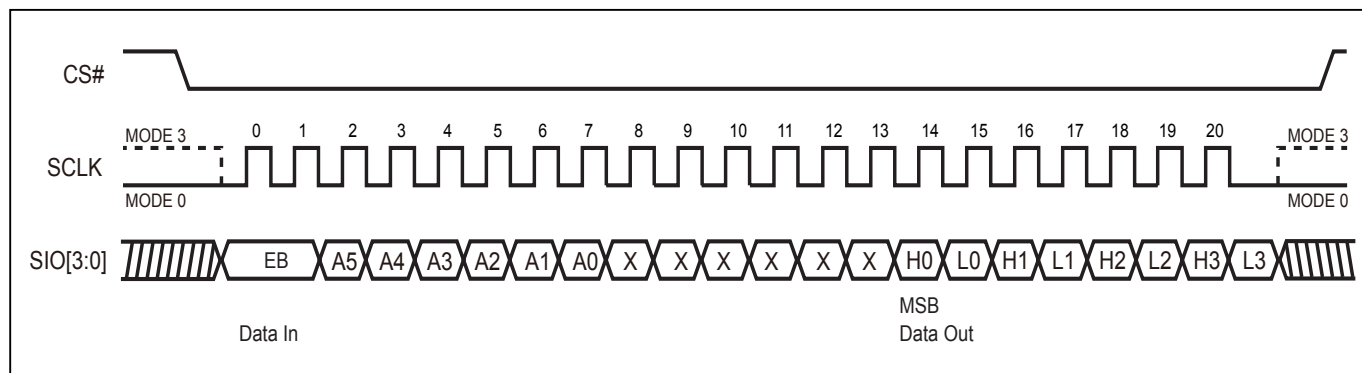 CS#
MODE 3 0 1 2 3 4 5 6 7 8 9 10 11 12 13 14 15 16 17 18 19 20 MODE 3
SCLK
MODE 0 MODE 0
SIO[3:0] EB A5 A4 A3 A2 A1 A0 X X X X X X H0 L0 H1 L1 H2 L2 H3 L3
MSB
Data In Data Out